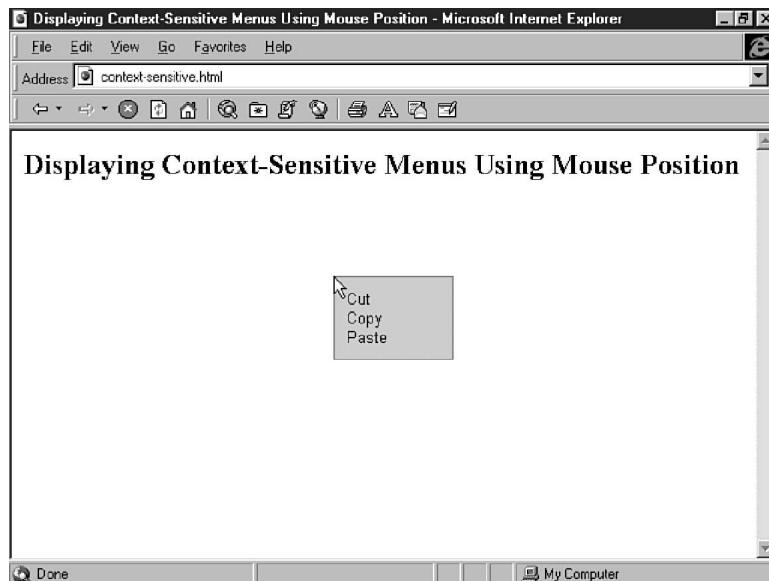 Displaying Context-Sensitive Menus Using Mouse Position - Microsoft Internet Explorer
File Edit View Go Favorites Help
Address context-sensitive.html
Displaying Context-Sensitive Menus Using Mouse Position
Cut
Copy
Paste
Done My Computer